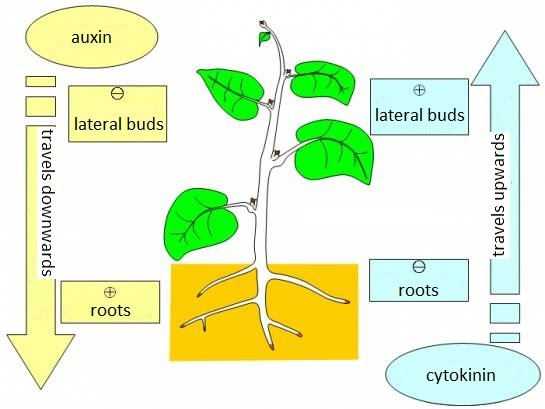 auxin
⊖
lateral buds
travels downwards
⊕
roots
⊕
lateral buds
travels upwards
⊖
roots
cytokinin